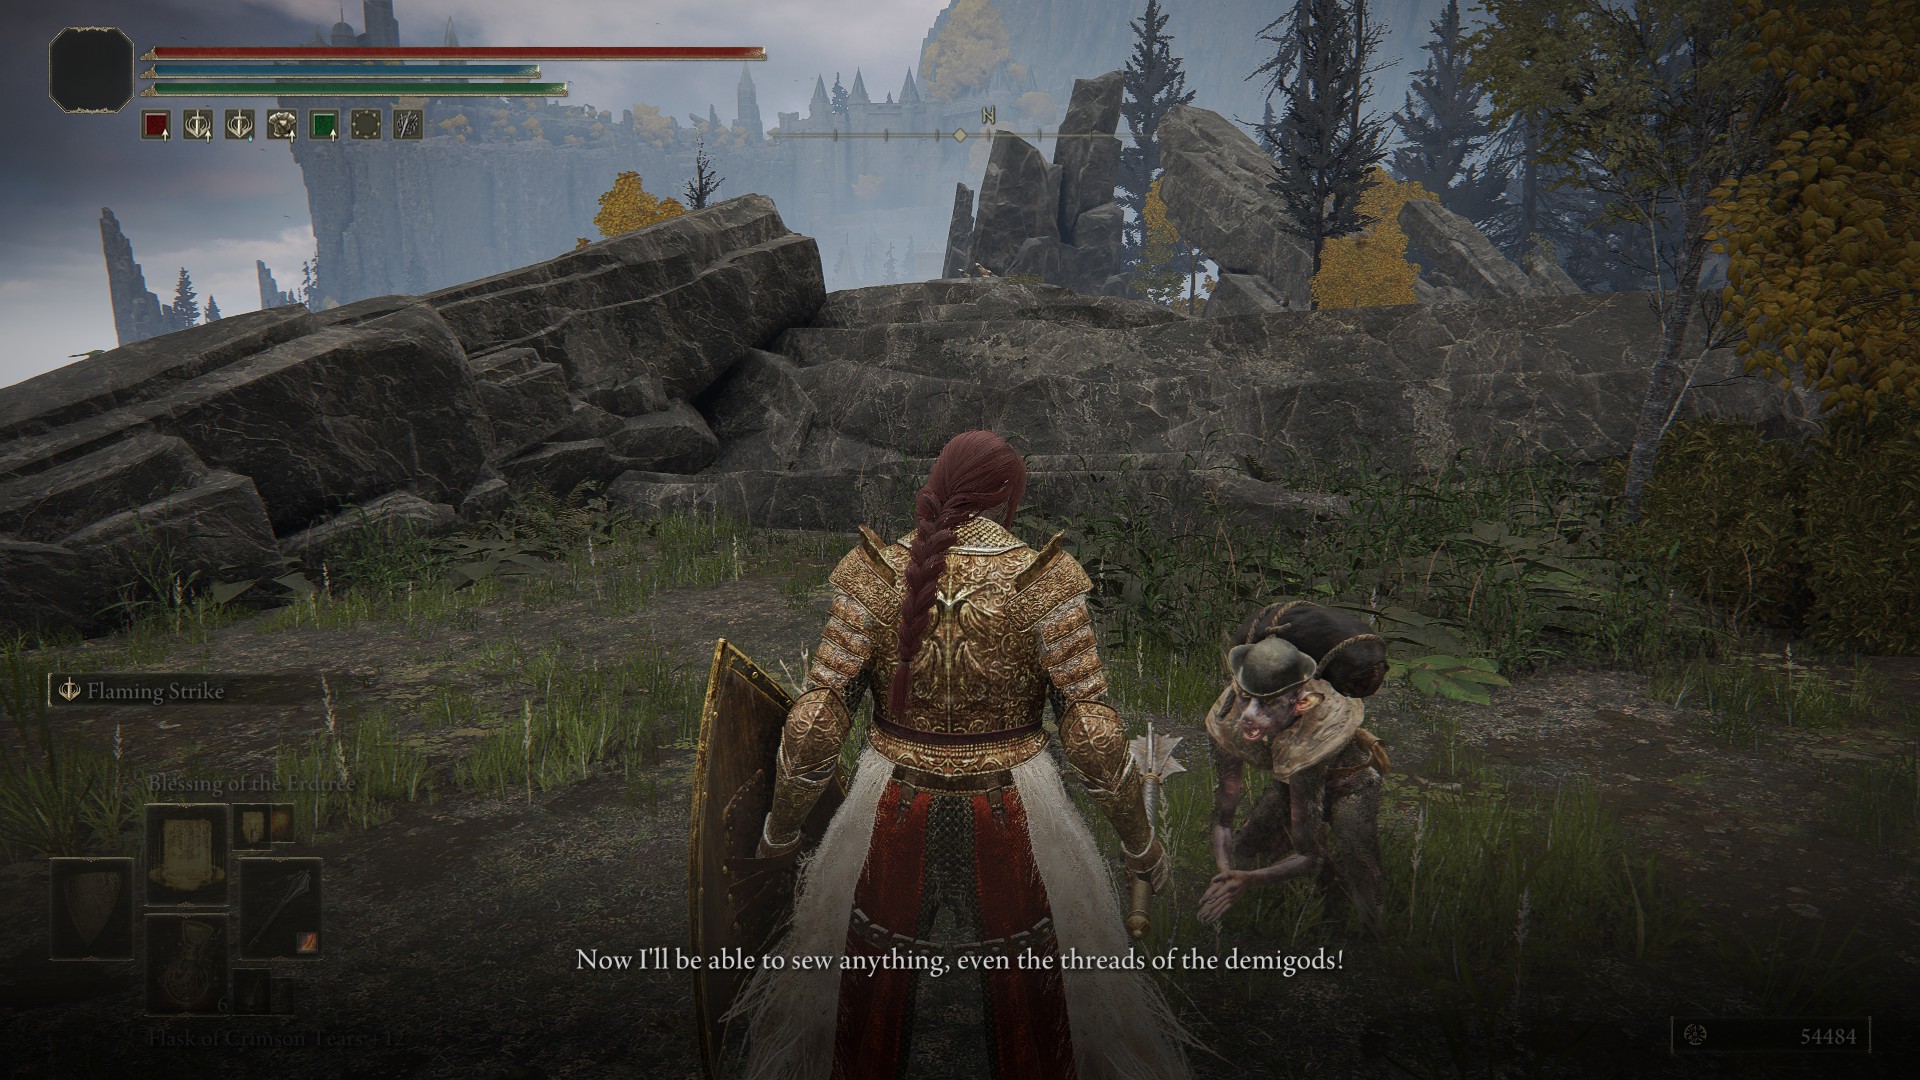 N
Flaming Strike
Blessing of the Erdtree
6
Flask of Crimson Tears +12
Now I'll be able to sew anything, even the threads of the demigods!
54484